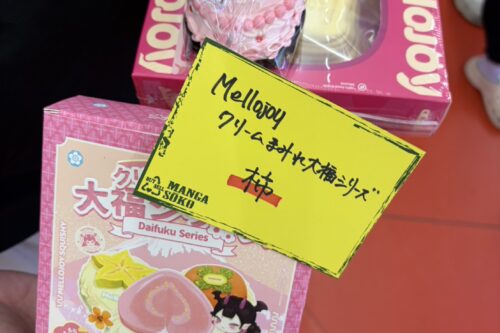 Mellojoy
Mellojoy
クリームまみれ大福シリズ
柿
MANGA
SOKO
MELLOJOY SQUISHY
大福
Daifuku Series